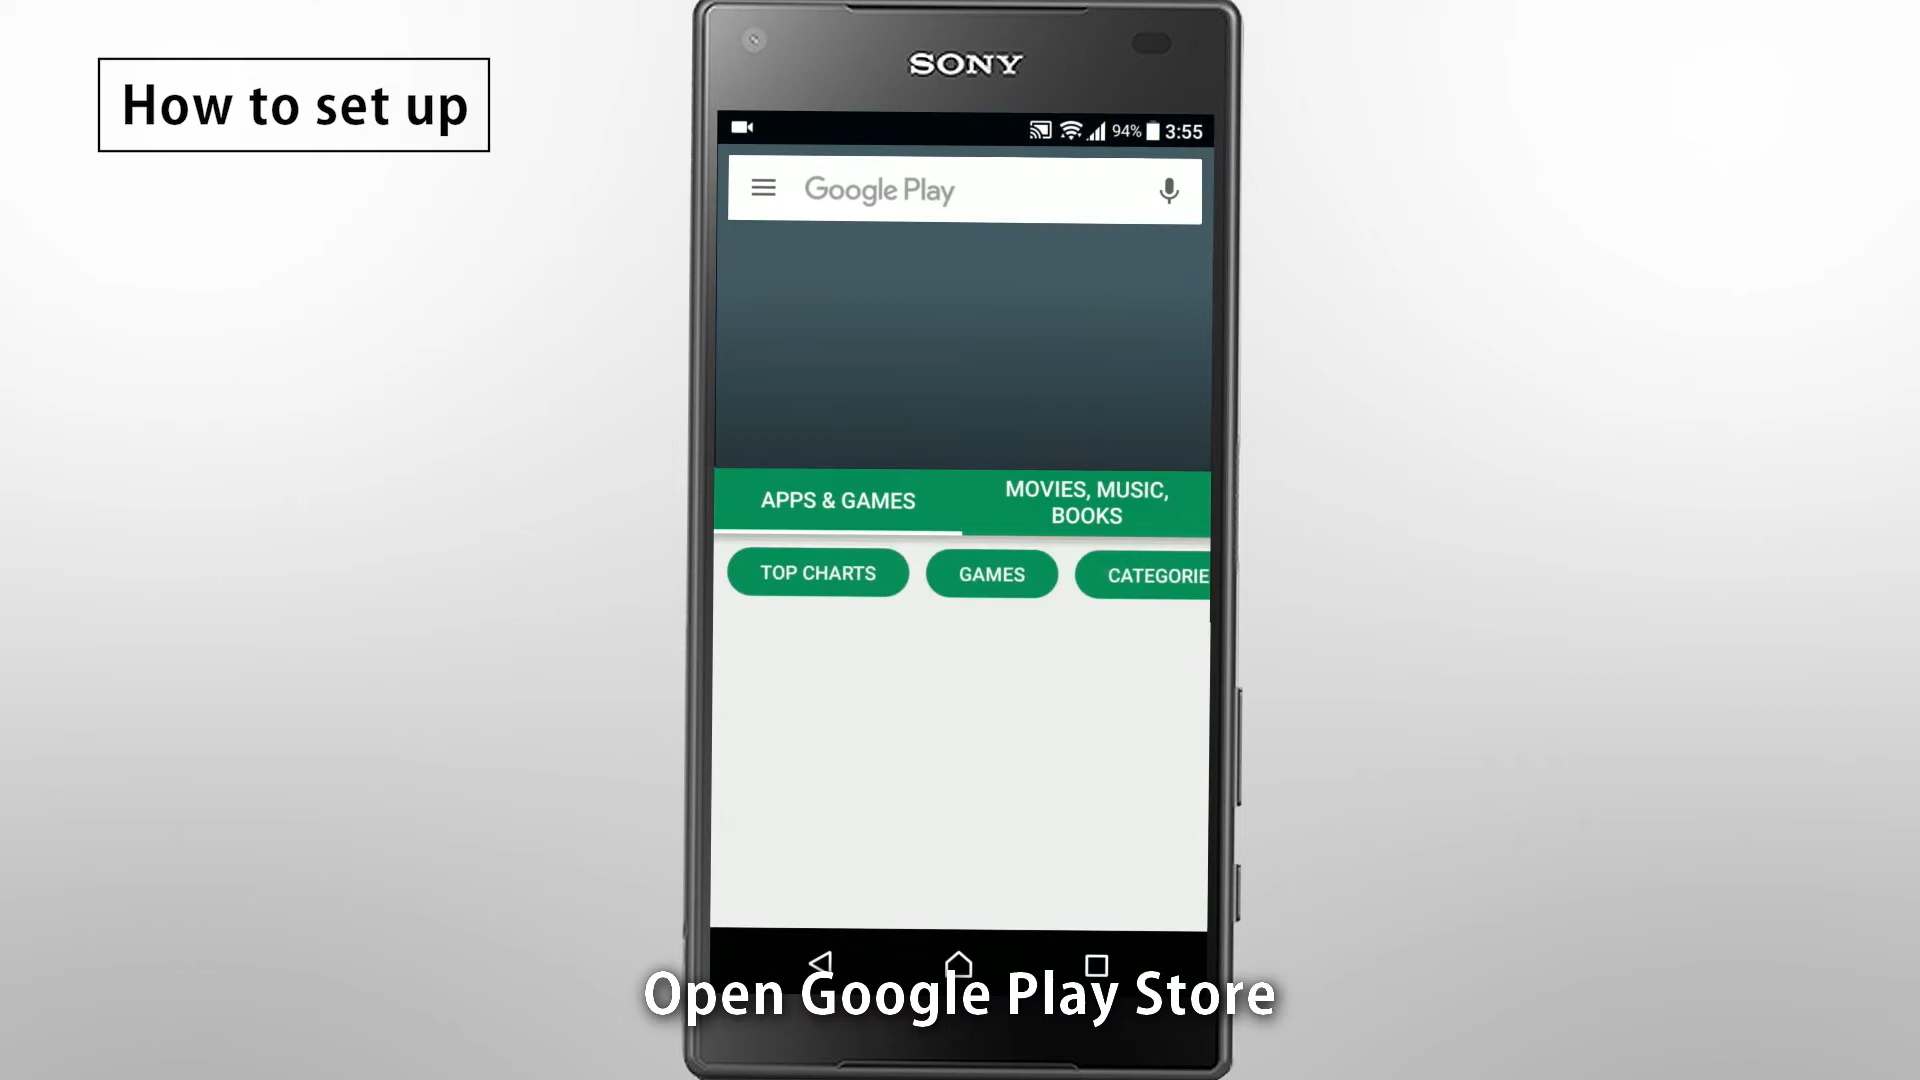 How to set up
SONY
94% 3:55
Google Play
APPS & GAMES
MOVIES, MUSIC,
BOOKS
TOP CHARTS
GAMES
CATEGORIE
Open Google Play Store